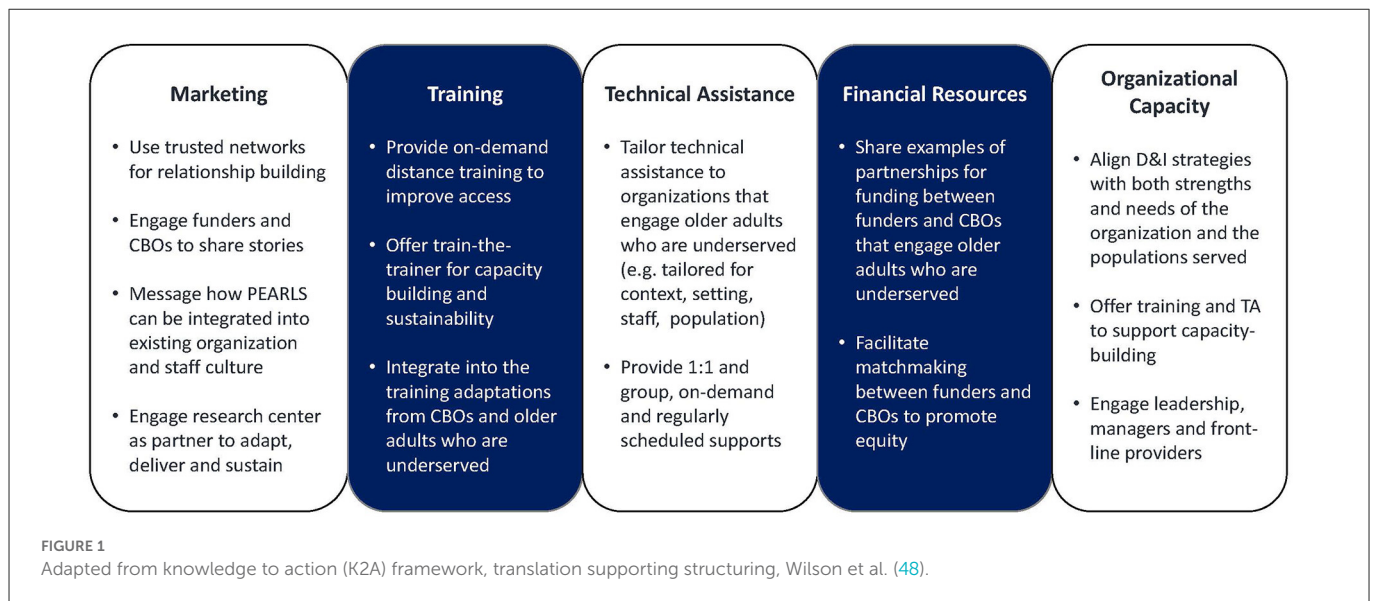 Marketing
• Use trusted networks
for relationship building
• Engage funders and
CBOs to share stories
• Message how PEARLS
can be integrated into
existing organization
and staff culture
• Engage research center
as partner to adapt,
deliver and sustain
Training
• Provide on-demand
distance training to
improve access
• Offer train-the-
trainer for capacity
building and
sustainability
• Integrate into the
training adaptations
from CBOs and older
adults who are
underserved
Technical Assistance
• Tailor technical
assistance to
organizations that
engage older adults
who are underserved
(e.g. tailored for
context, setting,
staff, population)
• Provide 1:1 and
group, on-demand
and regularly
scheduled supports
Financial Resources
• Share examples of
partnerships for
funding between
funders and CBOs
that engage older
adults who are
underserved
• Facilitate
matchmaking
between funders and
CBOs to promote
equity
Organizational
Capacity
• Align D&I strategies
with both strengths
and needs of the
organization and the
populations served
• Offer training and TA
to support capacity-
building
• Engage leadership,
managers and front-
line providers
FIGURE 1
Adapted from knowledge to action (K2A) framework, translation supporting structuring, Wilson et al. (48).